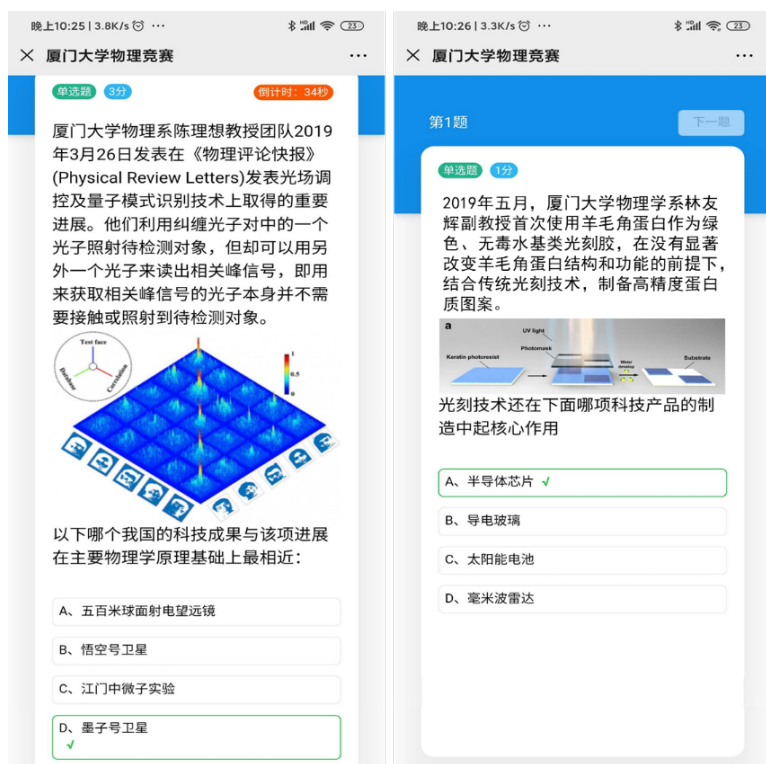 晚上10:25 | 3.8K/s ···
HD
23
× 厦门大学物理竞赛 ···
单选题 3分 倒计时：34秒
厦门大学物理系陈理想教授团队2019
年3月26日发表在《物理评论快报》
(Physical Review Letters)发表光场调
控及量子模式识别技术上取得的重要
进展。他们利用纠缠光子对中的一个
光子照射待检测对象，但却可以用另
外一个光子来读出相关峰信号，即用
来获取相关峰信号的光子本身并不需
要接触或照射到待检测对象。
Test face
Database
Correlation
1
0.5
0
以下哪个我国的科技成果与该项进展
在主要物理学原理基础上最相近：
A、五百米球面射电望远镜
B、悟空号卫星
C、江门中微子实验
D、墨子号卫星
√
晚上10:26 | 3.3K/s ···
HD
23
× 厦门大学物理竞赛 ···
第1题 下一题
单选题 1分
2019年五月，厦门大学物理学系林友
辉副教授首次使用羊毛角蛋白作为绿
色、无毒水基类光刻胶，在没有显著
改变羊毛角蛋白结构和功能的前提下，
结合传统光刻技术，制备高精度蛋白
质图案。
a
UV light
Photomask
Keratin photoresist
Water
develop
Substrate
光刻技术还在下面哪项科技产品的制
造中起核心作用
A、半导体芯片 √
B、导电玻璃
C、太阳能电池
D、毫米波雷达